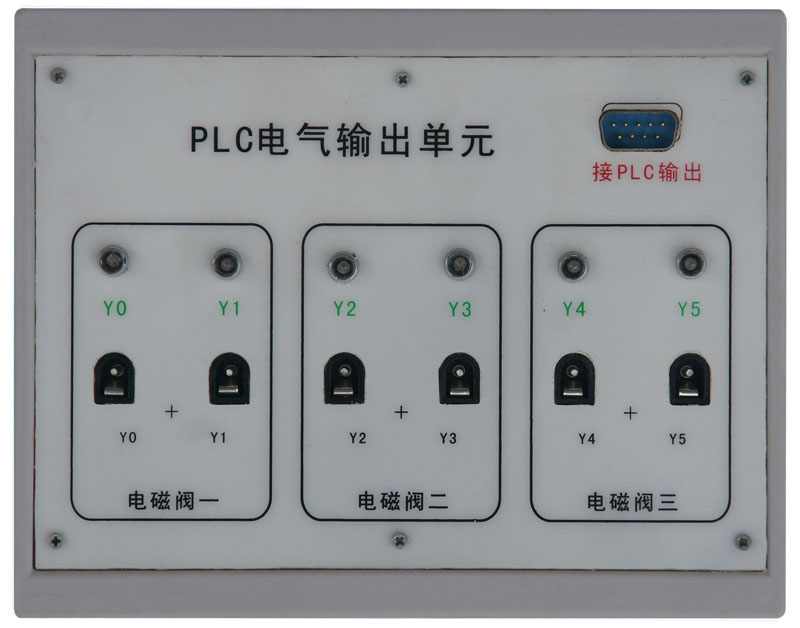 PLC电气输出单元
接PLC输出
Y0 Y1 Y2 Y3 Y4 Y5
+ + +
Y0 Y1 Y2 Y3 Y4 Y5
电磁阀一 电磁阀二 电磁阀三